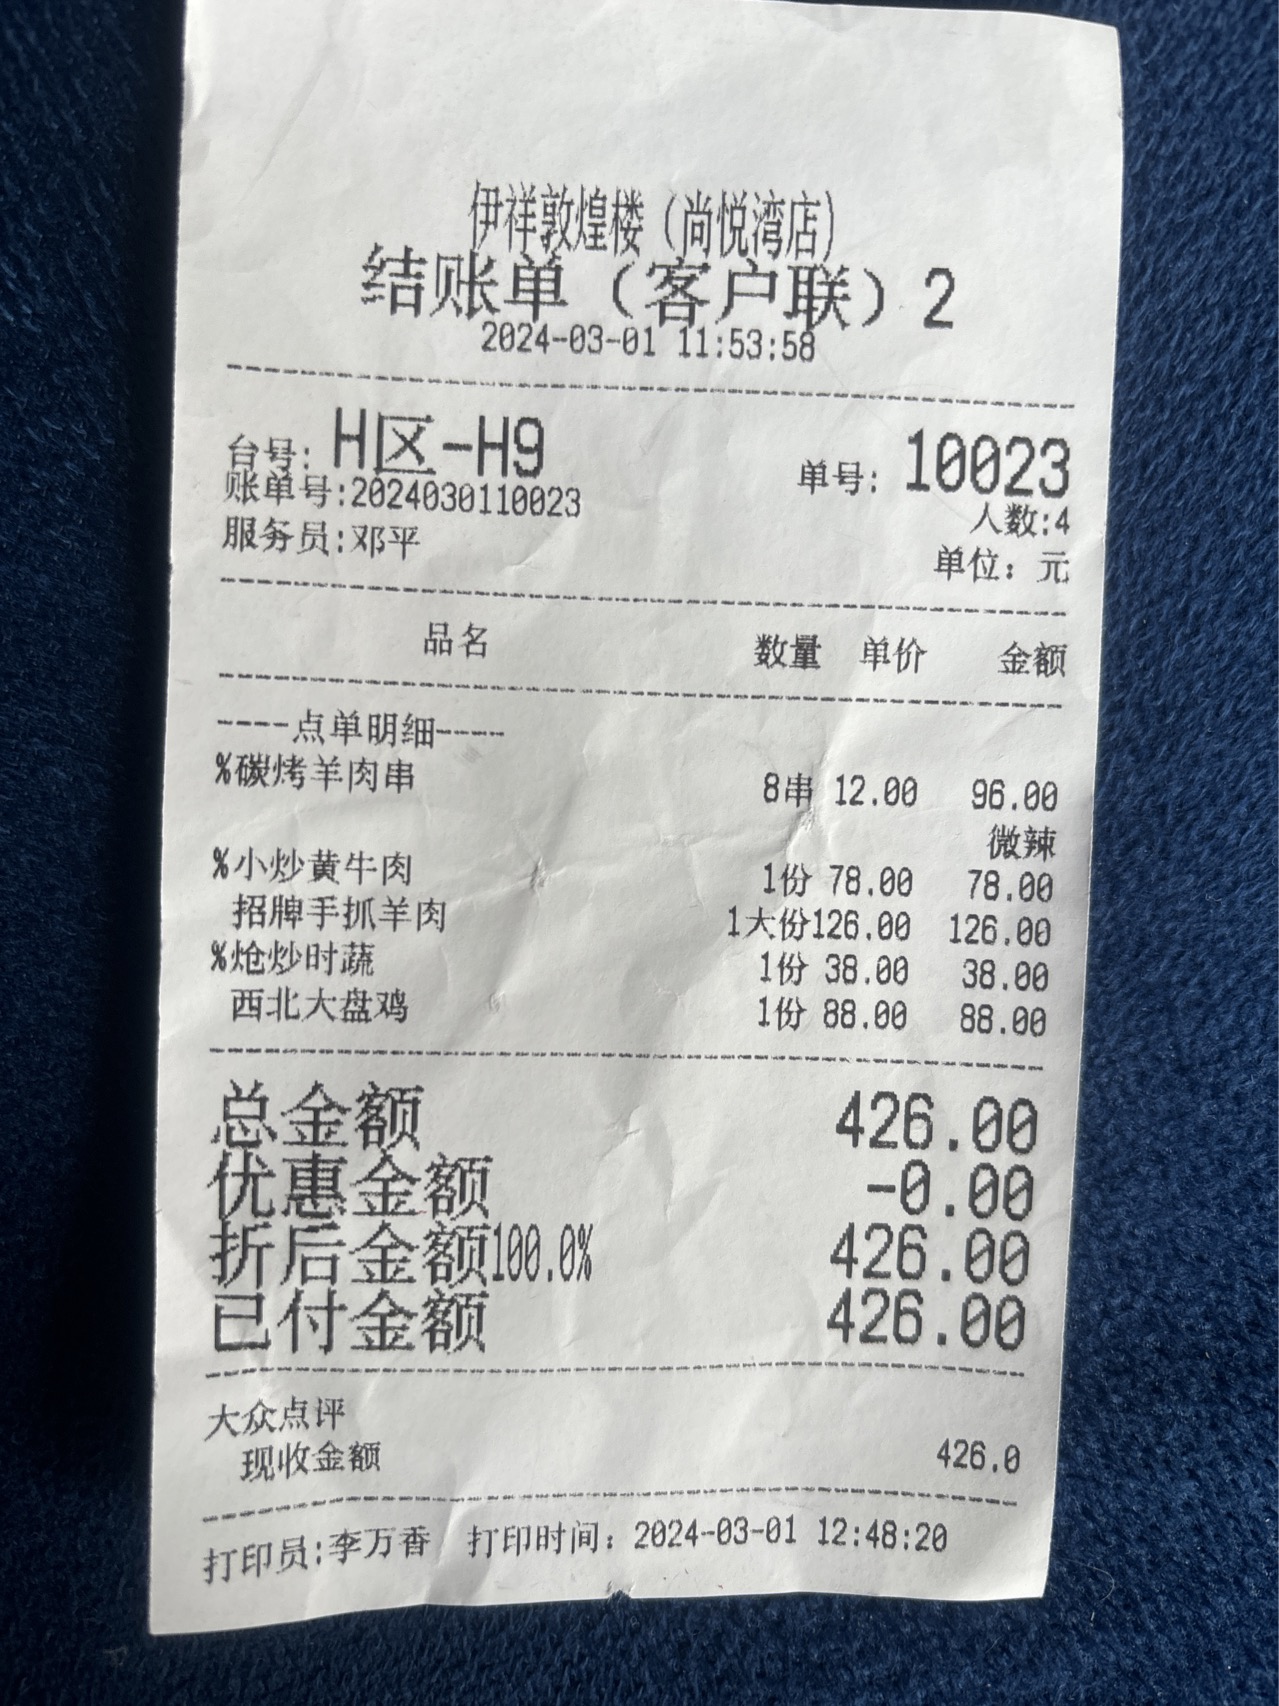 伊祥敦煌楼（尚悦湾店）
结账单（客户联）2
2024-03-01 11:53:58
台号: H区-H9 单号: 10023
账单号:2024030110023 人数:4
服务员:邓平 单位: 元
品名 数量 单价 金额
----点单明细----
%碳烤羊肉串 8串 12.00 96.00
微辣
%小炒黄牛肉 1份 78.00 78.00
招牌手抓羊肉 1大份126.00 126.00
%炝炒时蔬 1份 38.00 38.00
西北大盘鸡 1份 88.00 88.00
总金额 426.00
优惠金额 -0.00
折后金额100.0% 426.00
已付金额 426.00
大众点评
现收金额 426.0
打印员:李万香 打印时间: 2024-03-01 12:48:20